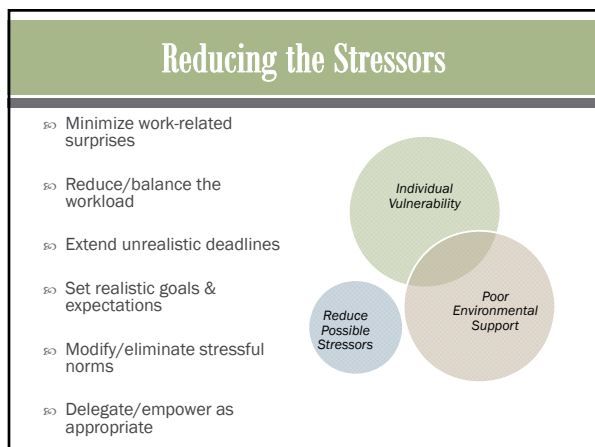 Reducing the Stressors
Minimize work-related
surprises
Reduce/balance the
workload
Extend unrealistic deadlines
Set realistic goals &
expectations
Modify/eliminate stressful
norms
Delegate/empower as
appropriate
Individual
Vulnerability
Poor
Environmental
Support
Reduce
Possible
Stressors